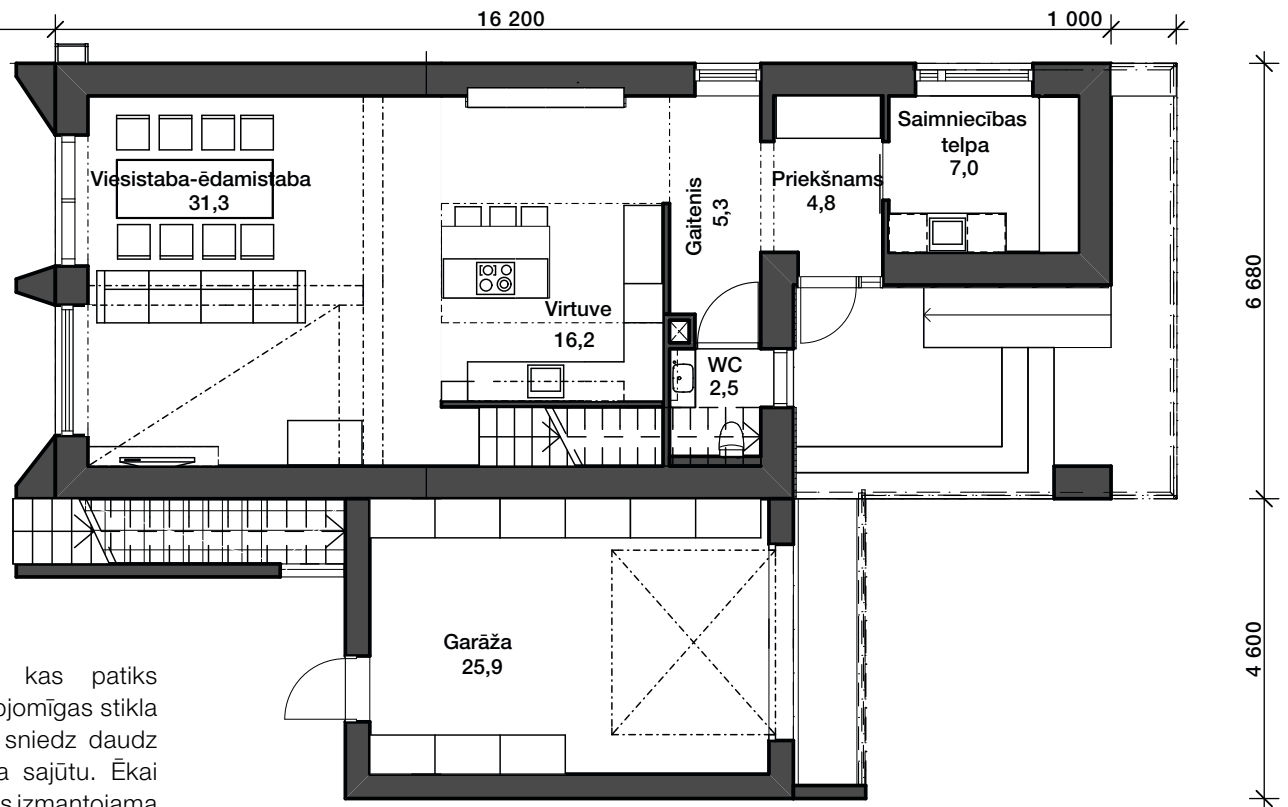 16 200
1 000
Saimniecības
telpa
7,0
Viesistaba-ēdamistaba
31,3
Gaitenis
5,3
Priekšnams
4,8
6 680
Virtuve
16,2
WC
2,5
Garāža
25,9
4 600
kas patiks
stikla
sniedz daudz
sajūtu. Ēkai
izmantojama